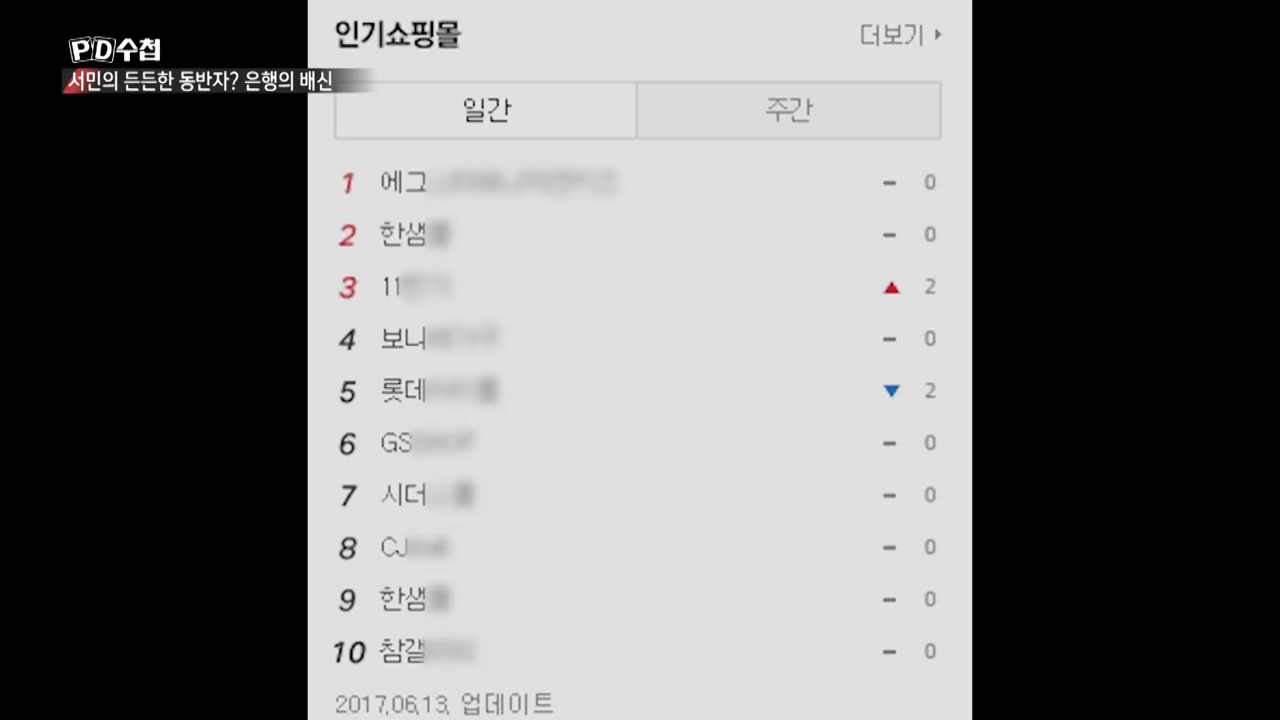 PD수첩
서민의 든든한 동반자? 은행의 배신
인기쇼핑몰 더보기
일간 주간
1 에그 - 0
2 한샘 - 0
3 11 ▲ 2
4 보니 - 0
5 롯데 ▼ 2
6 GS - 0
7 시더 - 0
8 CJ - 0
9 한샘 - 0
10 참갤 - 0
2017.06.13. 업데이트